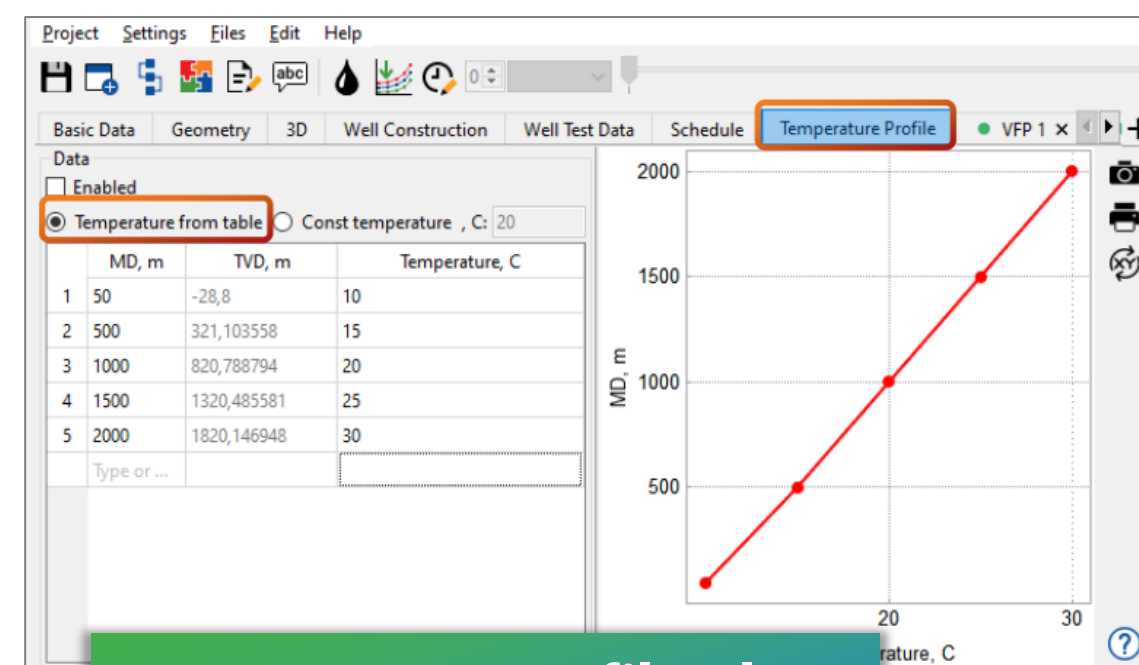 Project Settings Files Edit Help
abc 0
Basic Data Geometry 3D Well Construction Well Test Data Schedule Temperature Profile VFP 1
Data
Enabled
Temperature from table Const temperature , C: 20
MD, m TVD, m Temperature, C
1 50 -28,8 10
2 500 321,103558 15
3 1000 820,788794 20
4 1500 1320,485581 25
5 2000 1820,146948 30
Type or ...
2000
1500
1000
500
MD, m
20 30
rature, C
XY
?